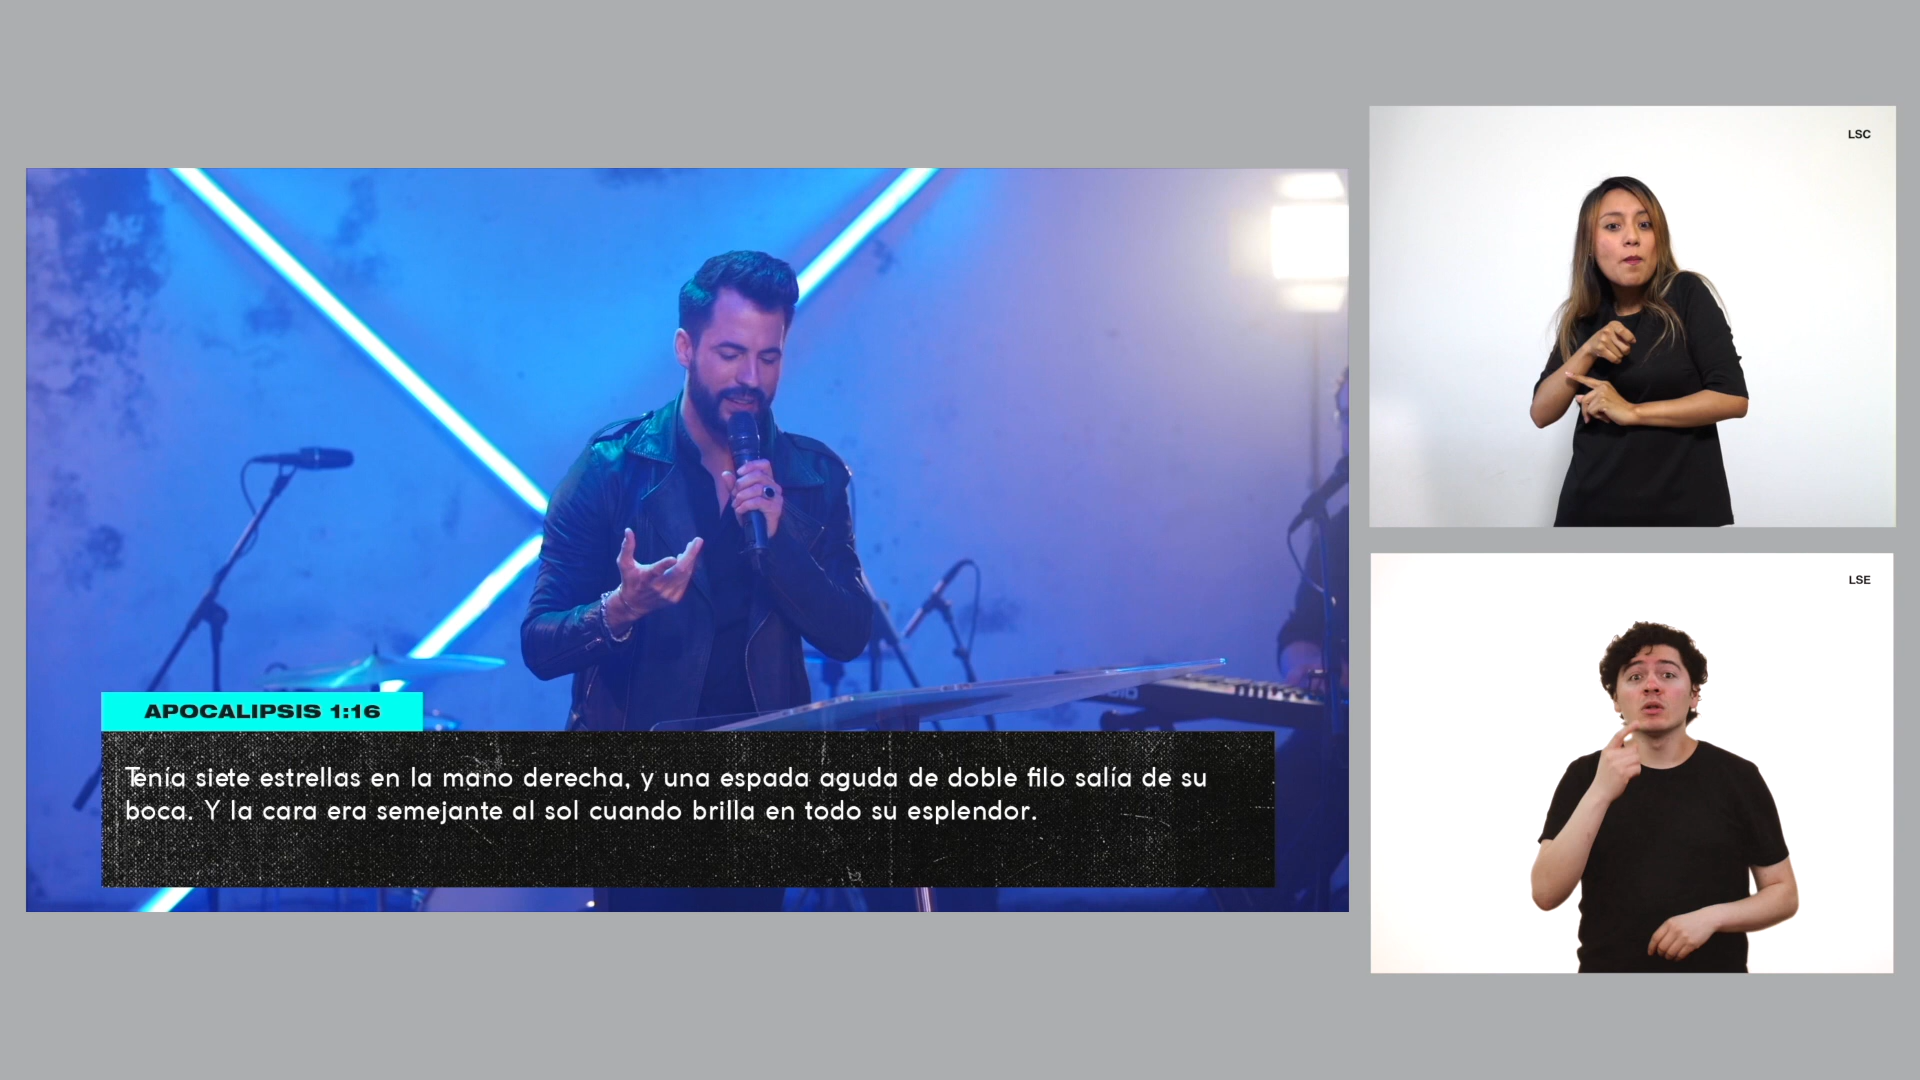 LSC
LSE
APOCALIPSIS 1:16
Tenía siete estrellas en la mano derecha, y una espada aguda de doble filo salía de su
boca. Y la cara era semejante al sol cuando brilla en todo su esplendor.